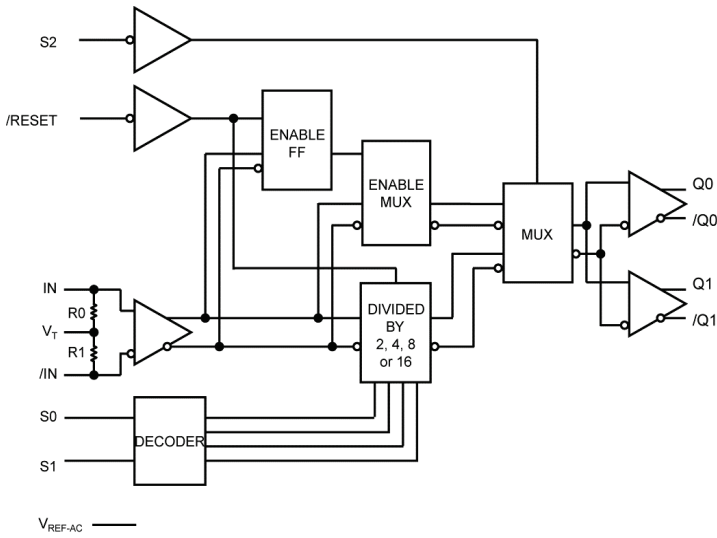 S2
/RESET
ENABLE
FF
ENABLE
MUX
MUX
Q0
/Q0
Q1
/Q1
IN
R0
VT
R1
/IN
DIVIDED
BY
2, 4, 8
or 16
S0
DECODER
S1
VREF-AC